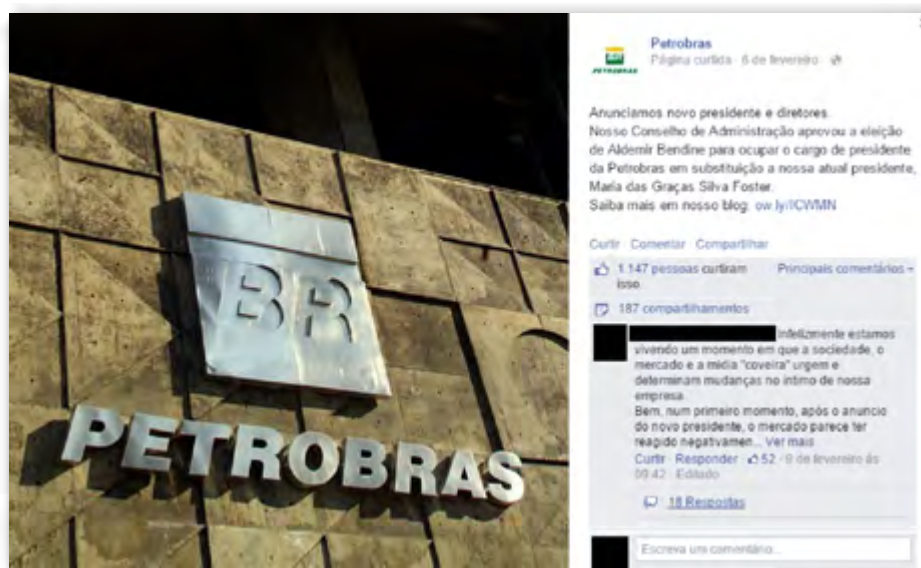 BR
PETROBRAS
Petrobras
Página curtida · 6 de fevereiro ·
Anunciamos novo presidente e diretores.
Nosso Conselho de Administração aprovou a eleição
de Aldemir Bendine para ocupar o cargo de presidente
da Petrobras em substituição a nossa atual presidente,
Maria das Graças Silva Foster.
Saiba mais em nosso blog: ow.ly/ICWMN
Curtir · Comentar · Compartilhar
1.147 pessoas curtiram isso.
Principais comentários
187 compartilhamentos
Infelizmente estamos
vivendo um momento em que a sociedade, o
mercado e a mídia "coveira" urgem e
determinam mudanças no íntimo de nossa
empresa.
Bem, num primeiro momento, após o anuncio
do novo presidente, o mercado parece ter
reagido negativamen... Ver mais
Curtir · Responder · 52 · 9 de fevereiro às
09:42 · Editado
18 Respostas
Escreva um comentário...